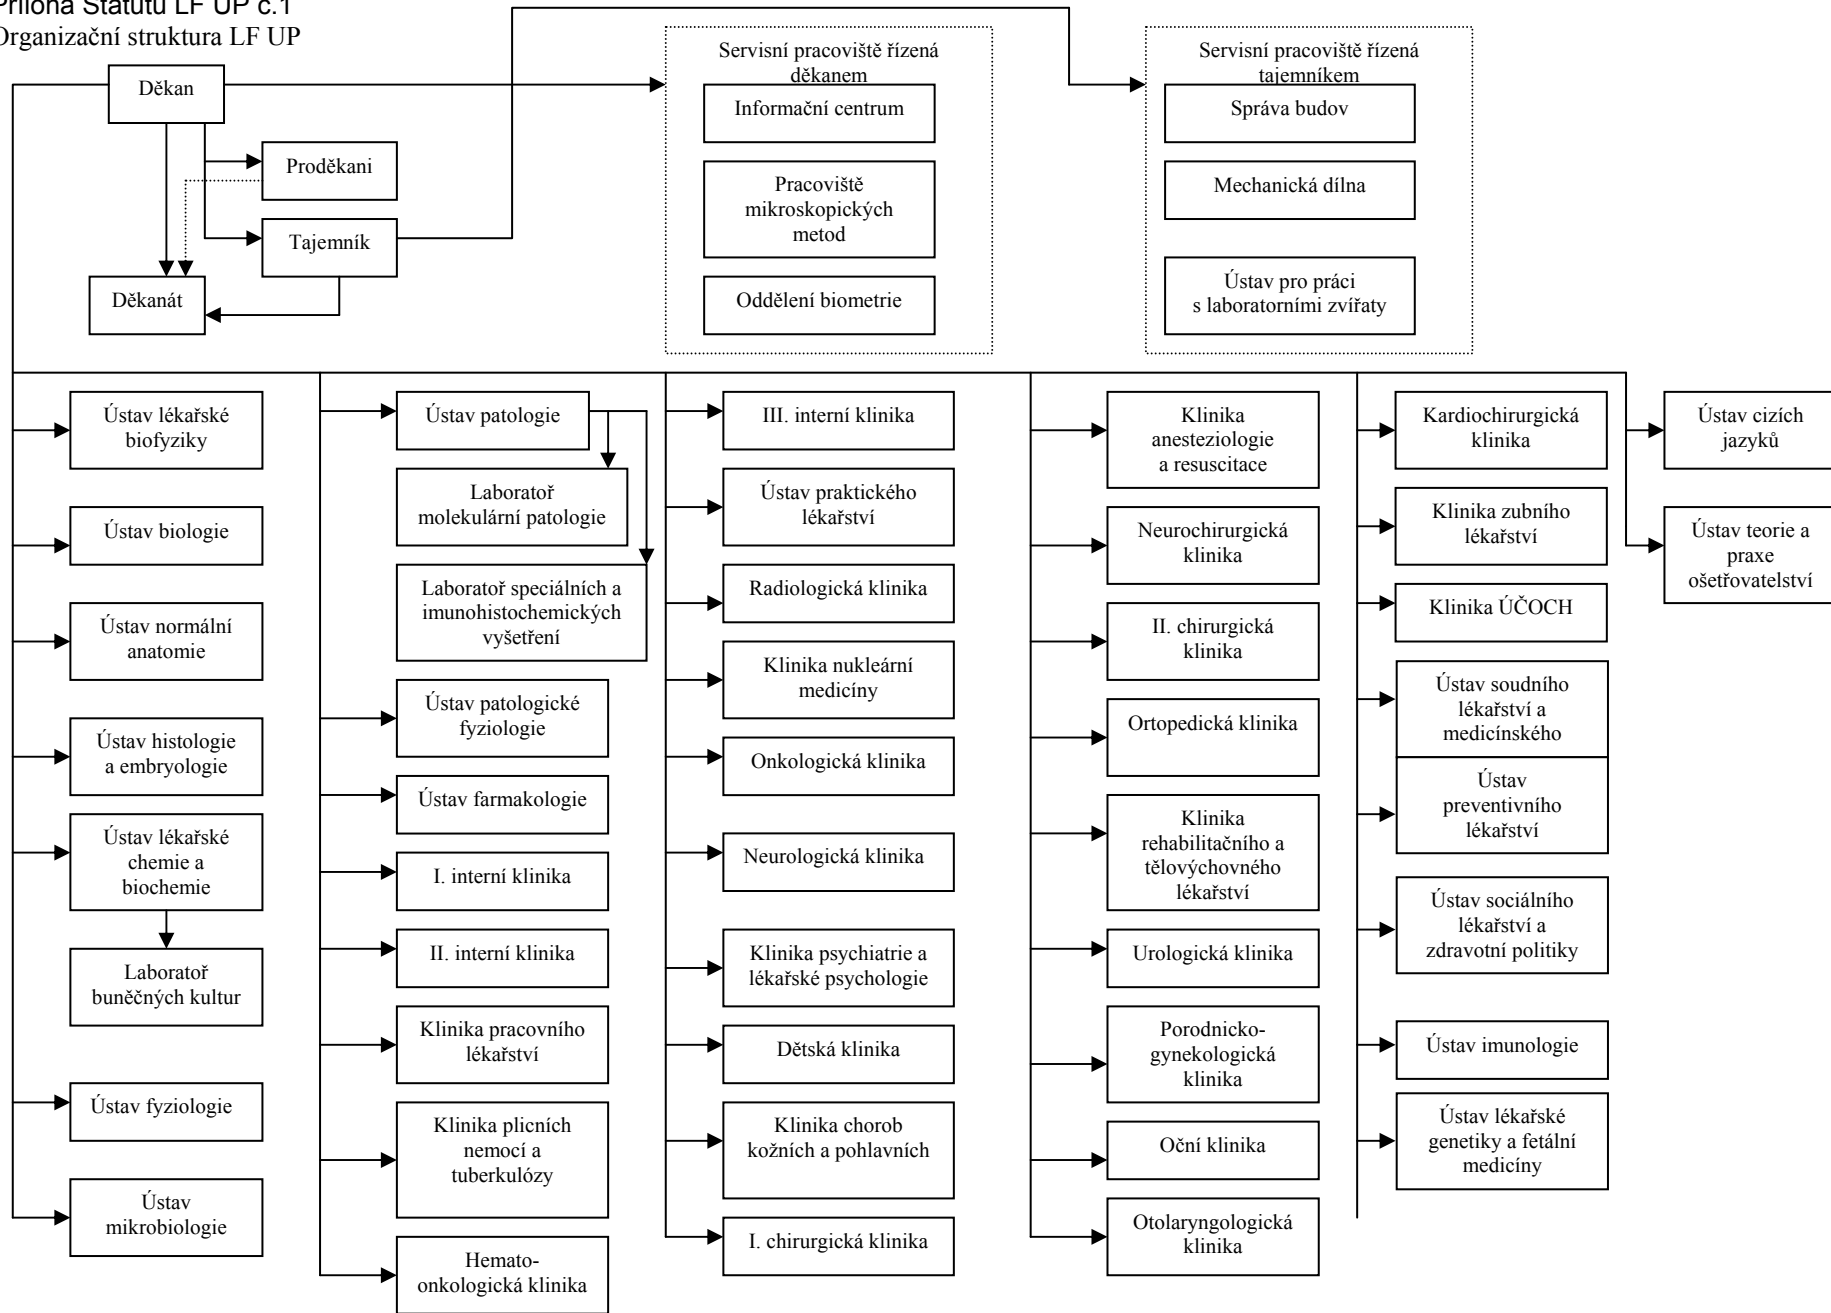 Příloha Statutu LF UP č.1
Organizační struktura LF UP
Děkan
Proděkani
Tajemník
Děkanát
Servisní pracoviště řízená
děkanem
Informační centrum
Pracoviště
mikroskopických
metod
Oddělení biometrie
Servisní pracoviště řízená
tajemníkem
Správa budov
Mechanická dílna
Ústav pro práci
s laboratorními zvířaty
Ústav lékařské
biofyziky
Ústav biologie
Ústav normální
anatomie
Ústav histologie
a embryologie
Ústav lékařské
chemie a
biochemie
Laboratoř
buněčných kultur
Ústav fyziologie
Ústav
mikrobiologie
Ústav patologie
Laboratoř
molekulární patologie
Laboratoř speciálních a
imunohistochemických
vyšetření
Ústav patologické
fyziologie
Ústav farmakologie
I. interní klinika
II. interní klinika
Klinika pracovního
lékařství
Klinika plicních
nemocí a
tuberkulózy
Hemato-
onkologická klinika
III. interní klinika
Ústav praktického
lékařství
Radiologická klinika
Klinika nukleární
medicíny
Onkologická klinika
Neurologická klinika
Klinika psychiatrie a
lékařské psychologie
Dětská klinika
Klinika chorob
kožních a pohlavních
I. chirurgická klinika
Klinika
anesteziologie
a resuscitace
Neurochirurgická
klinika
II. chirurgická
klinika
Ortopedická klinika
Klinika
rehabilitačního a
tělovýchovného
lékařství
Urologická klinika
Porodnicko-
gynekologická
klinika
Oční klinika
Otolaryngologická
klinika
Kardiochirurgická
klinika
Klinika zubního
lékařství
Klinika ÚČOCH
Ústav soudního
lékařství a
medicínského
Ústav
preventivního
lékařství
Ústav sociálního
lékařství a
zdravotní politiky
Ústav imunologie
Ústav lékařské
genetiky a fetální
medicíny
Ústav cizích
jazyků
Ústav teorie a
praxe
ošetřovatelství